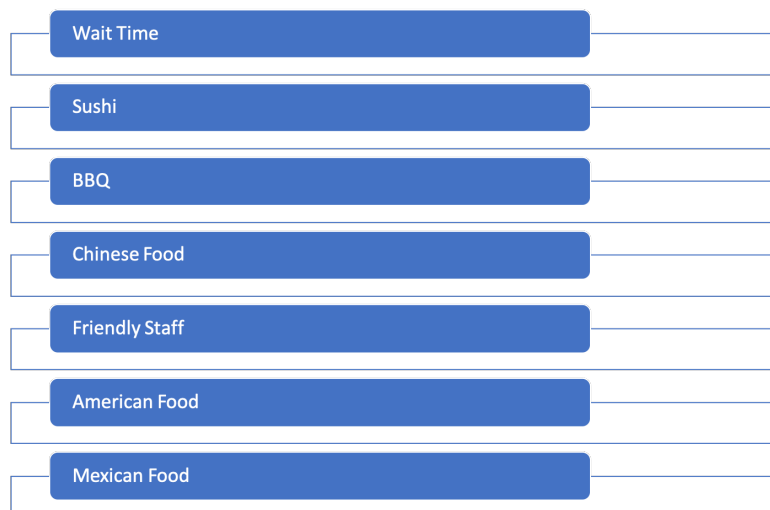 Wait Time
Sushi
BBQ
Chinese Food
Friendly Staff
American Food
Mexican Food